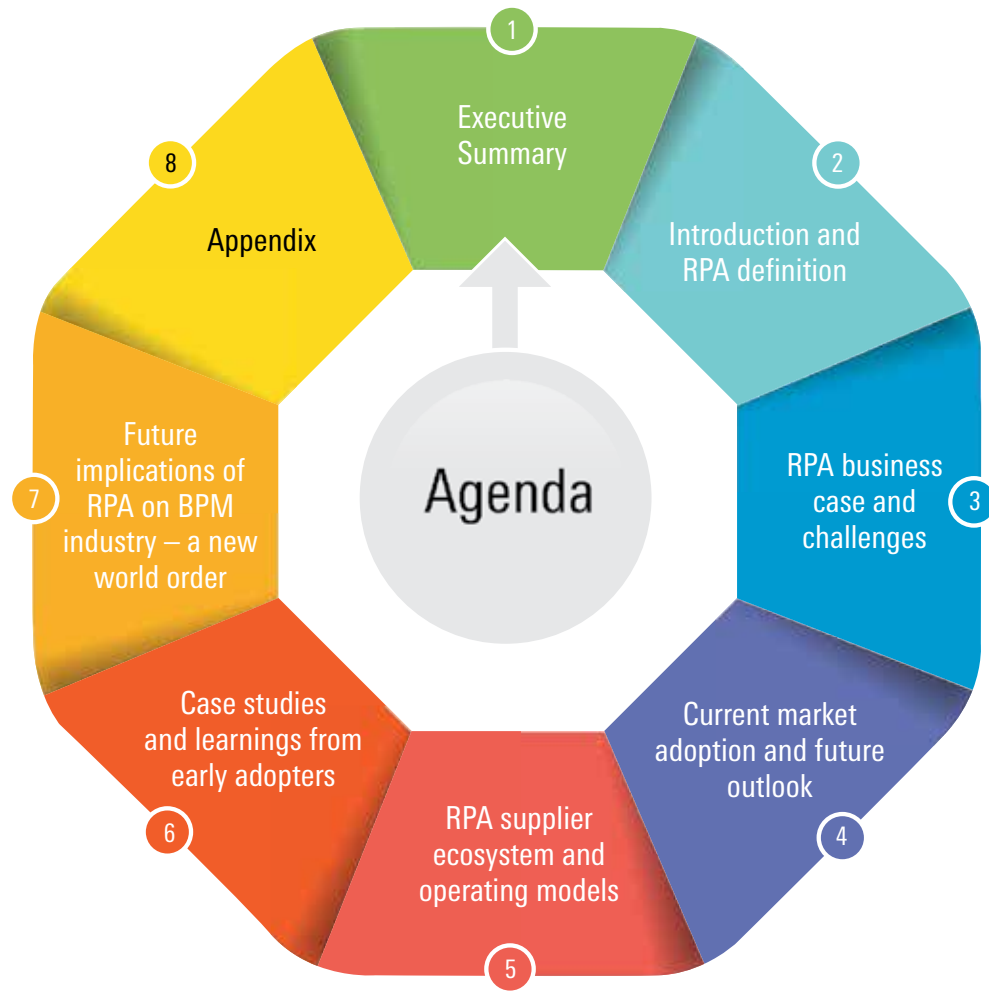 1
Executive
Summary
2
Introduction and
RPA definition
3
RPA business
case and
challenges
4
Current market
adoption and future
outlook
5
RPA supplier
ecosystem and
operating models
6
Case studies
and learnings from
early adopters
7
Future
implications of
RPA on BPM
industry – a new
world order
8
Appendix
Agenda